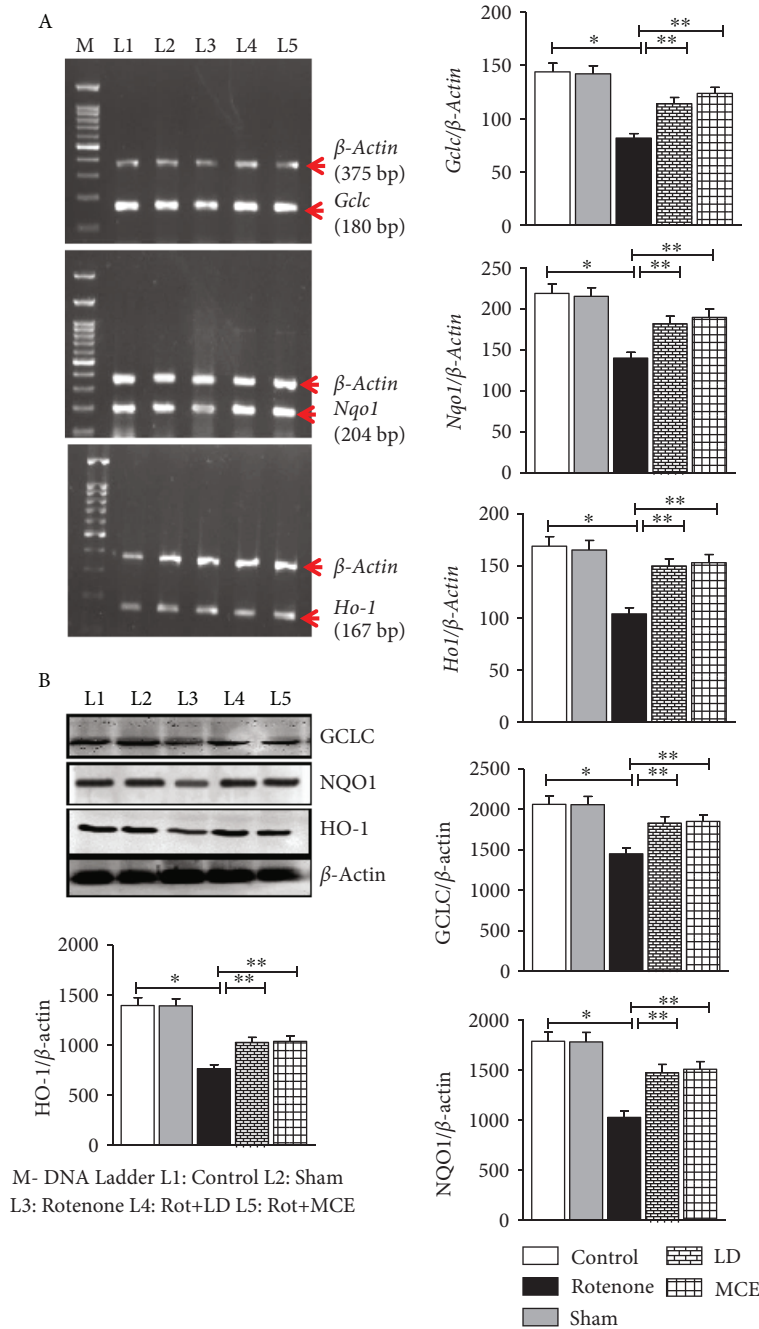 A
M L1 L2 L3 L4 L5
β-Actin
(375 bp)
Gclc
(180 bp)
β-Actin
Nqo1
(204 bp)
β-Actin
Ho-1
(167 bp)
B
L1 L2 L3 L4 L5
GCLC
NQO1
HO-1
β-Actin
HO-1/β-actin
2000
1500
1000
500
0
*
**
**
M- DNA Ladder L1: Control L2: Sham
L3: Rotenone L4: Rot+LD L5: Rot+MCE
Gclc/β-Actin
200
150
100
50
0
*
**
**
Nqo1/β-Actin
250
200
150
100
50
0
*
**
**
Ho1/β-Actin
200
150
100
50
0
*
**
**
GCLC/β-actin
2500
2000
1500
1000
500
0
*
**
**
NQO1/β-actin
2000
1500
1000
500
0
*
**
**
Control LD
Rotenone MCE
Sham